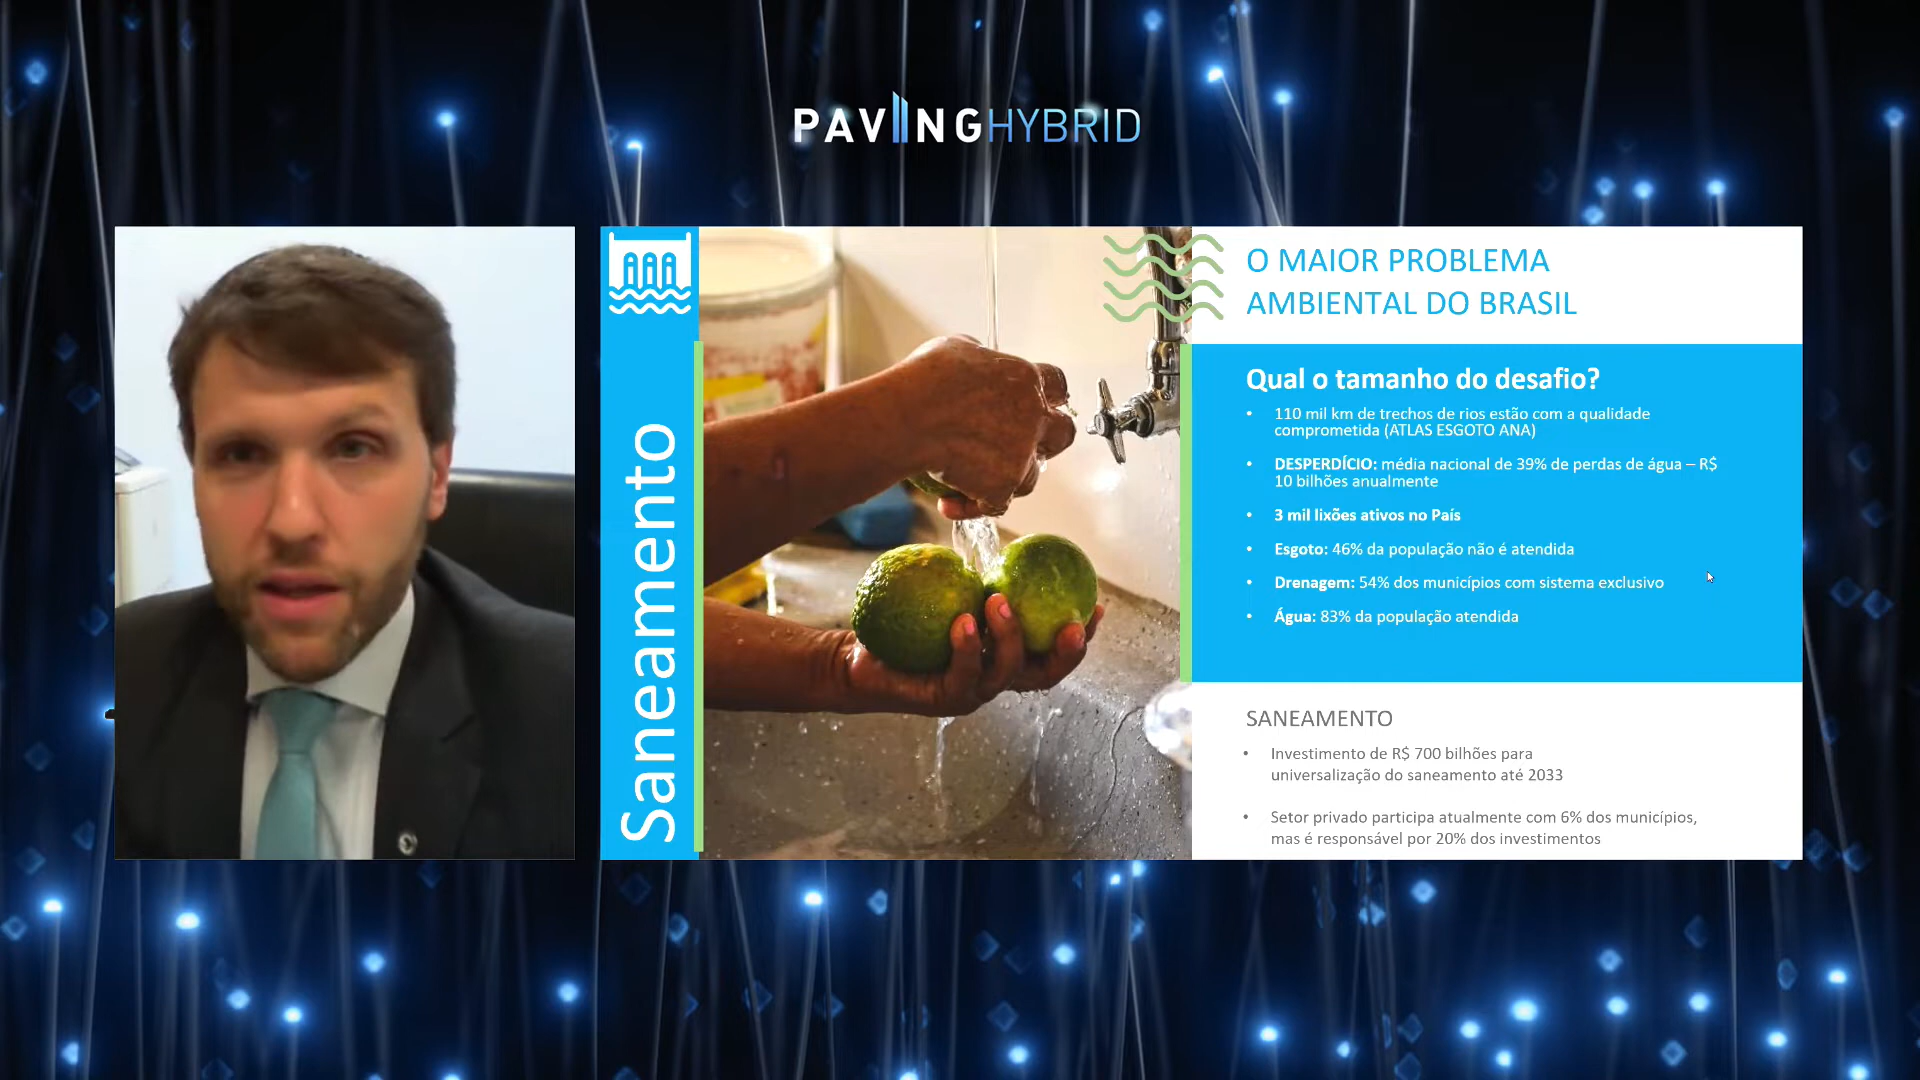 PAVINGHYBRID
Saneamento
O MAIOR PROBLEMA
AMBIENTAL DO BRASIL
Qual o tamanho do desafio?
• 110 mil km de trechos de rios estão com a qualidade
comprometida (ATLAS ESGOTO ANA)
• DESPERDÍCIO: média nacional de 39% de perdas de água – R$
10 bilhões anualmente
• 3 mil lixões ativos no País
• Esgoto: 46% da população não é atendida
• Drenagem: 54% dos municípios com sistema exclusivo
• Água: 83% da população atendida
SANEAMENTO
• Investimento de R$ 700 bilhões para
universalização do saneamento até 2033
• Setor privado participa atualmente com 6% dos municípios,
mas é responsável por 20% dos investimentos